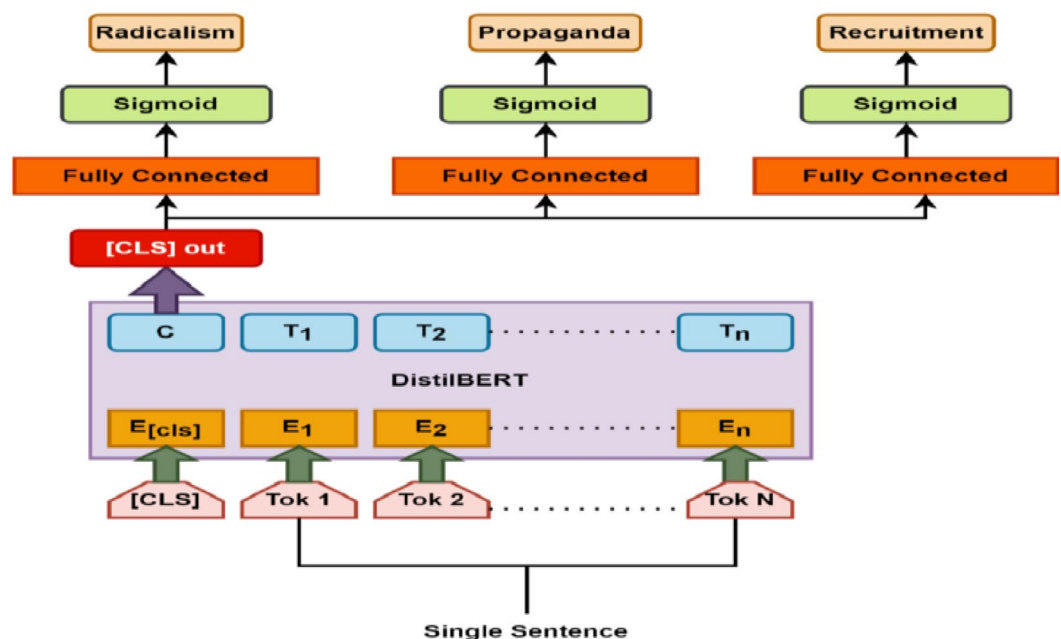 Radicalism Propaganda Recruitment
Sigmoid Sigmoid Sigmoid
Fully Connected Fully Connected Fully Connected
[CLS] out
C T1 T2 Tn
DistilBERT
E[cls] E1 E2 En
[CLS] Tok 1 Tok 2 Tok N
Single Sentence